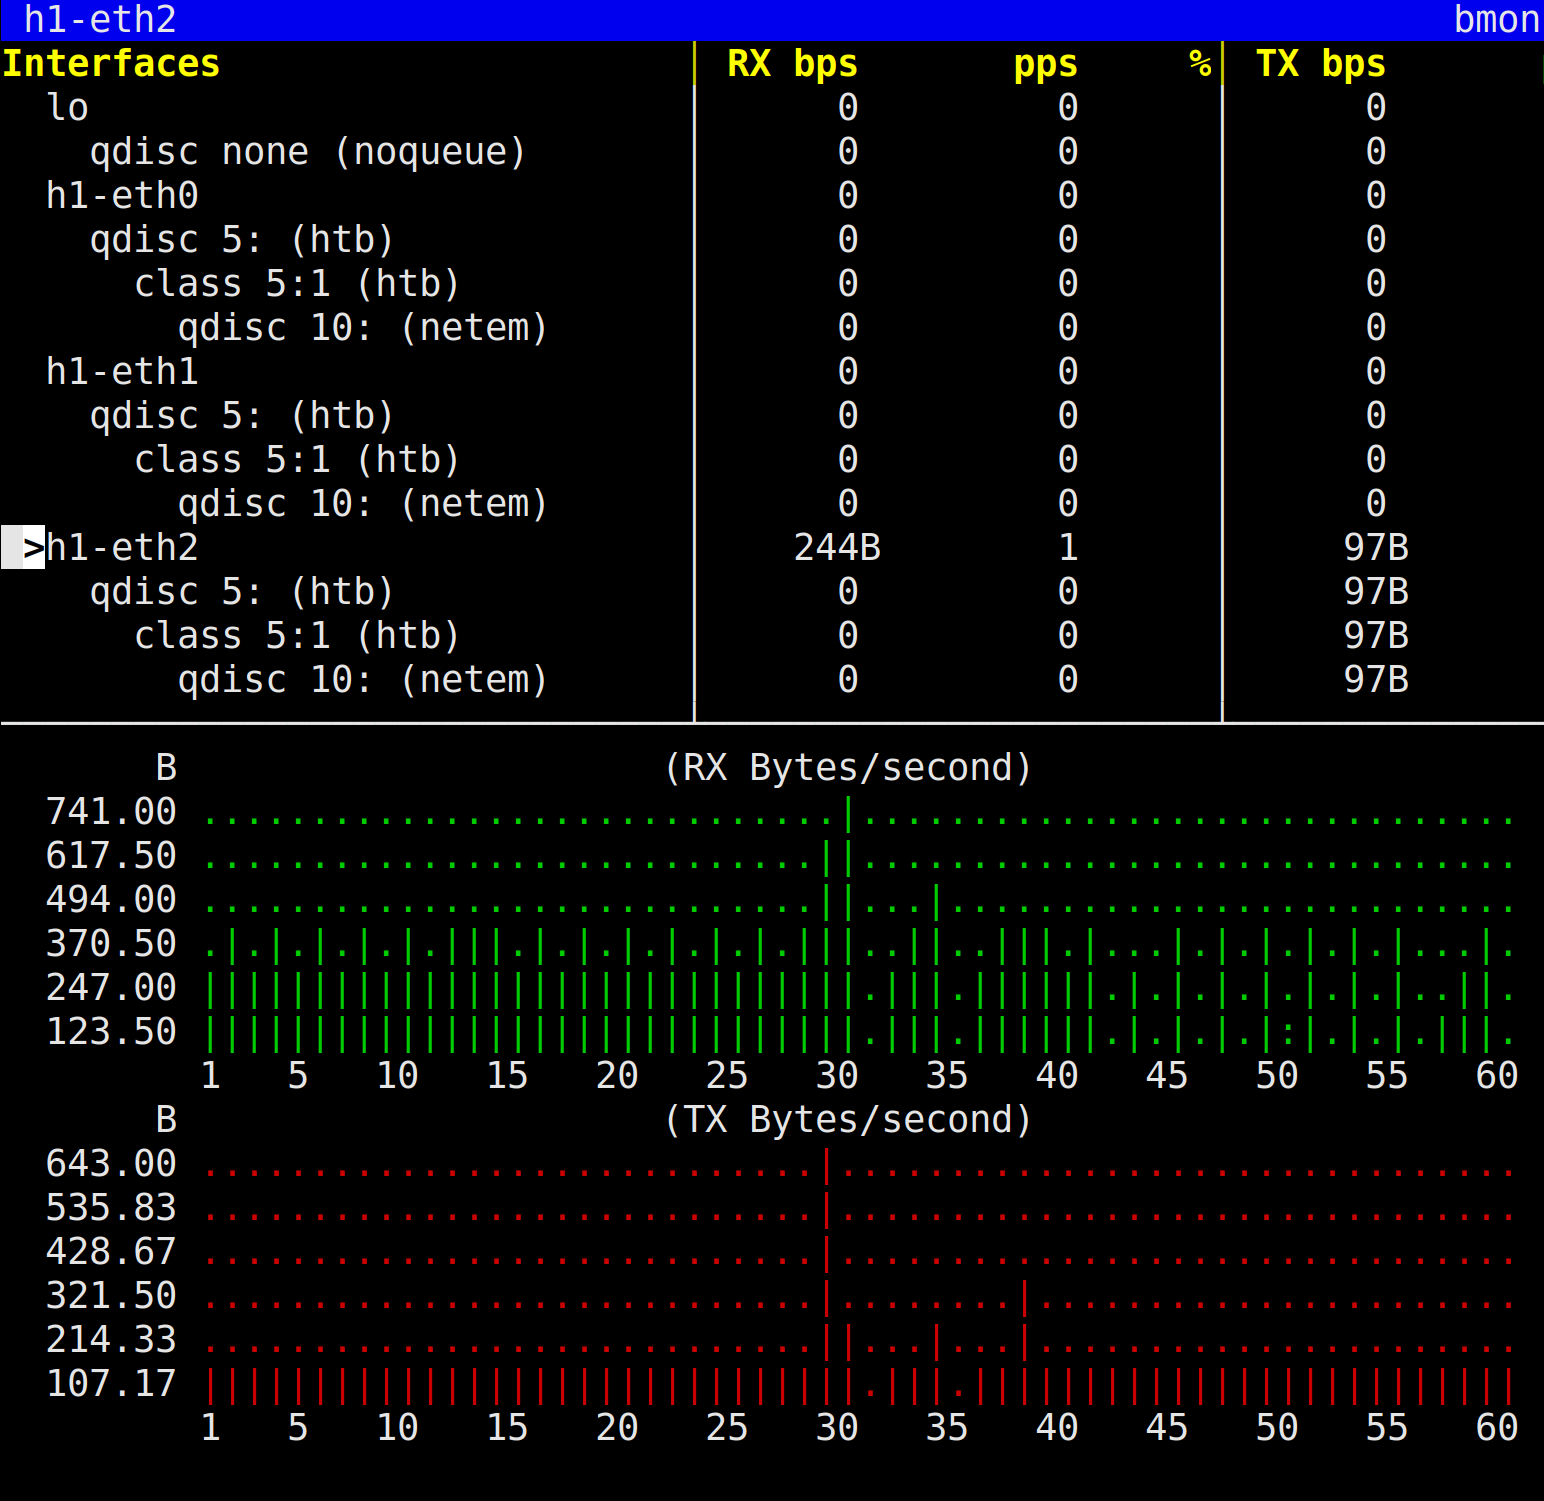 h1-eth2 bmon
Interfaces RX bps pps % TX bps
lo 0 0 0
qdisc none (noqueue) 0 0 0
h1-eth0 0 0 0
qdisc 5: (htb) 0 0 0
class 5:1 (htb) 0 0 0
qdisc 10: (netem) 0 0 0
h1-eth1 0 0 0
qdisc 5: (htb) 0 0 0
class 5:1 (htb) 0 0 0
qdisc 10: (netem) 0 0 0
>h1-eth2 244B 1 97B
qdisc 5: (htb) 0 0 97B
class 5:1 (htb) 0 0 97B
qdisc 10: (netem) 0 0 97B
B (RX Bytes/second)
741.00
617.50
494.00
370.50
247.00
123.50
1 5 10 15 20 25 30 35 40 45 50 55 60
B (TX Bytes/second)
643.00
535.83
428.67
321.50
214.33
107.17
1 5 10 15 20 25 30 35 40 45 50 55 60